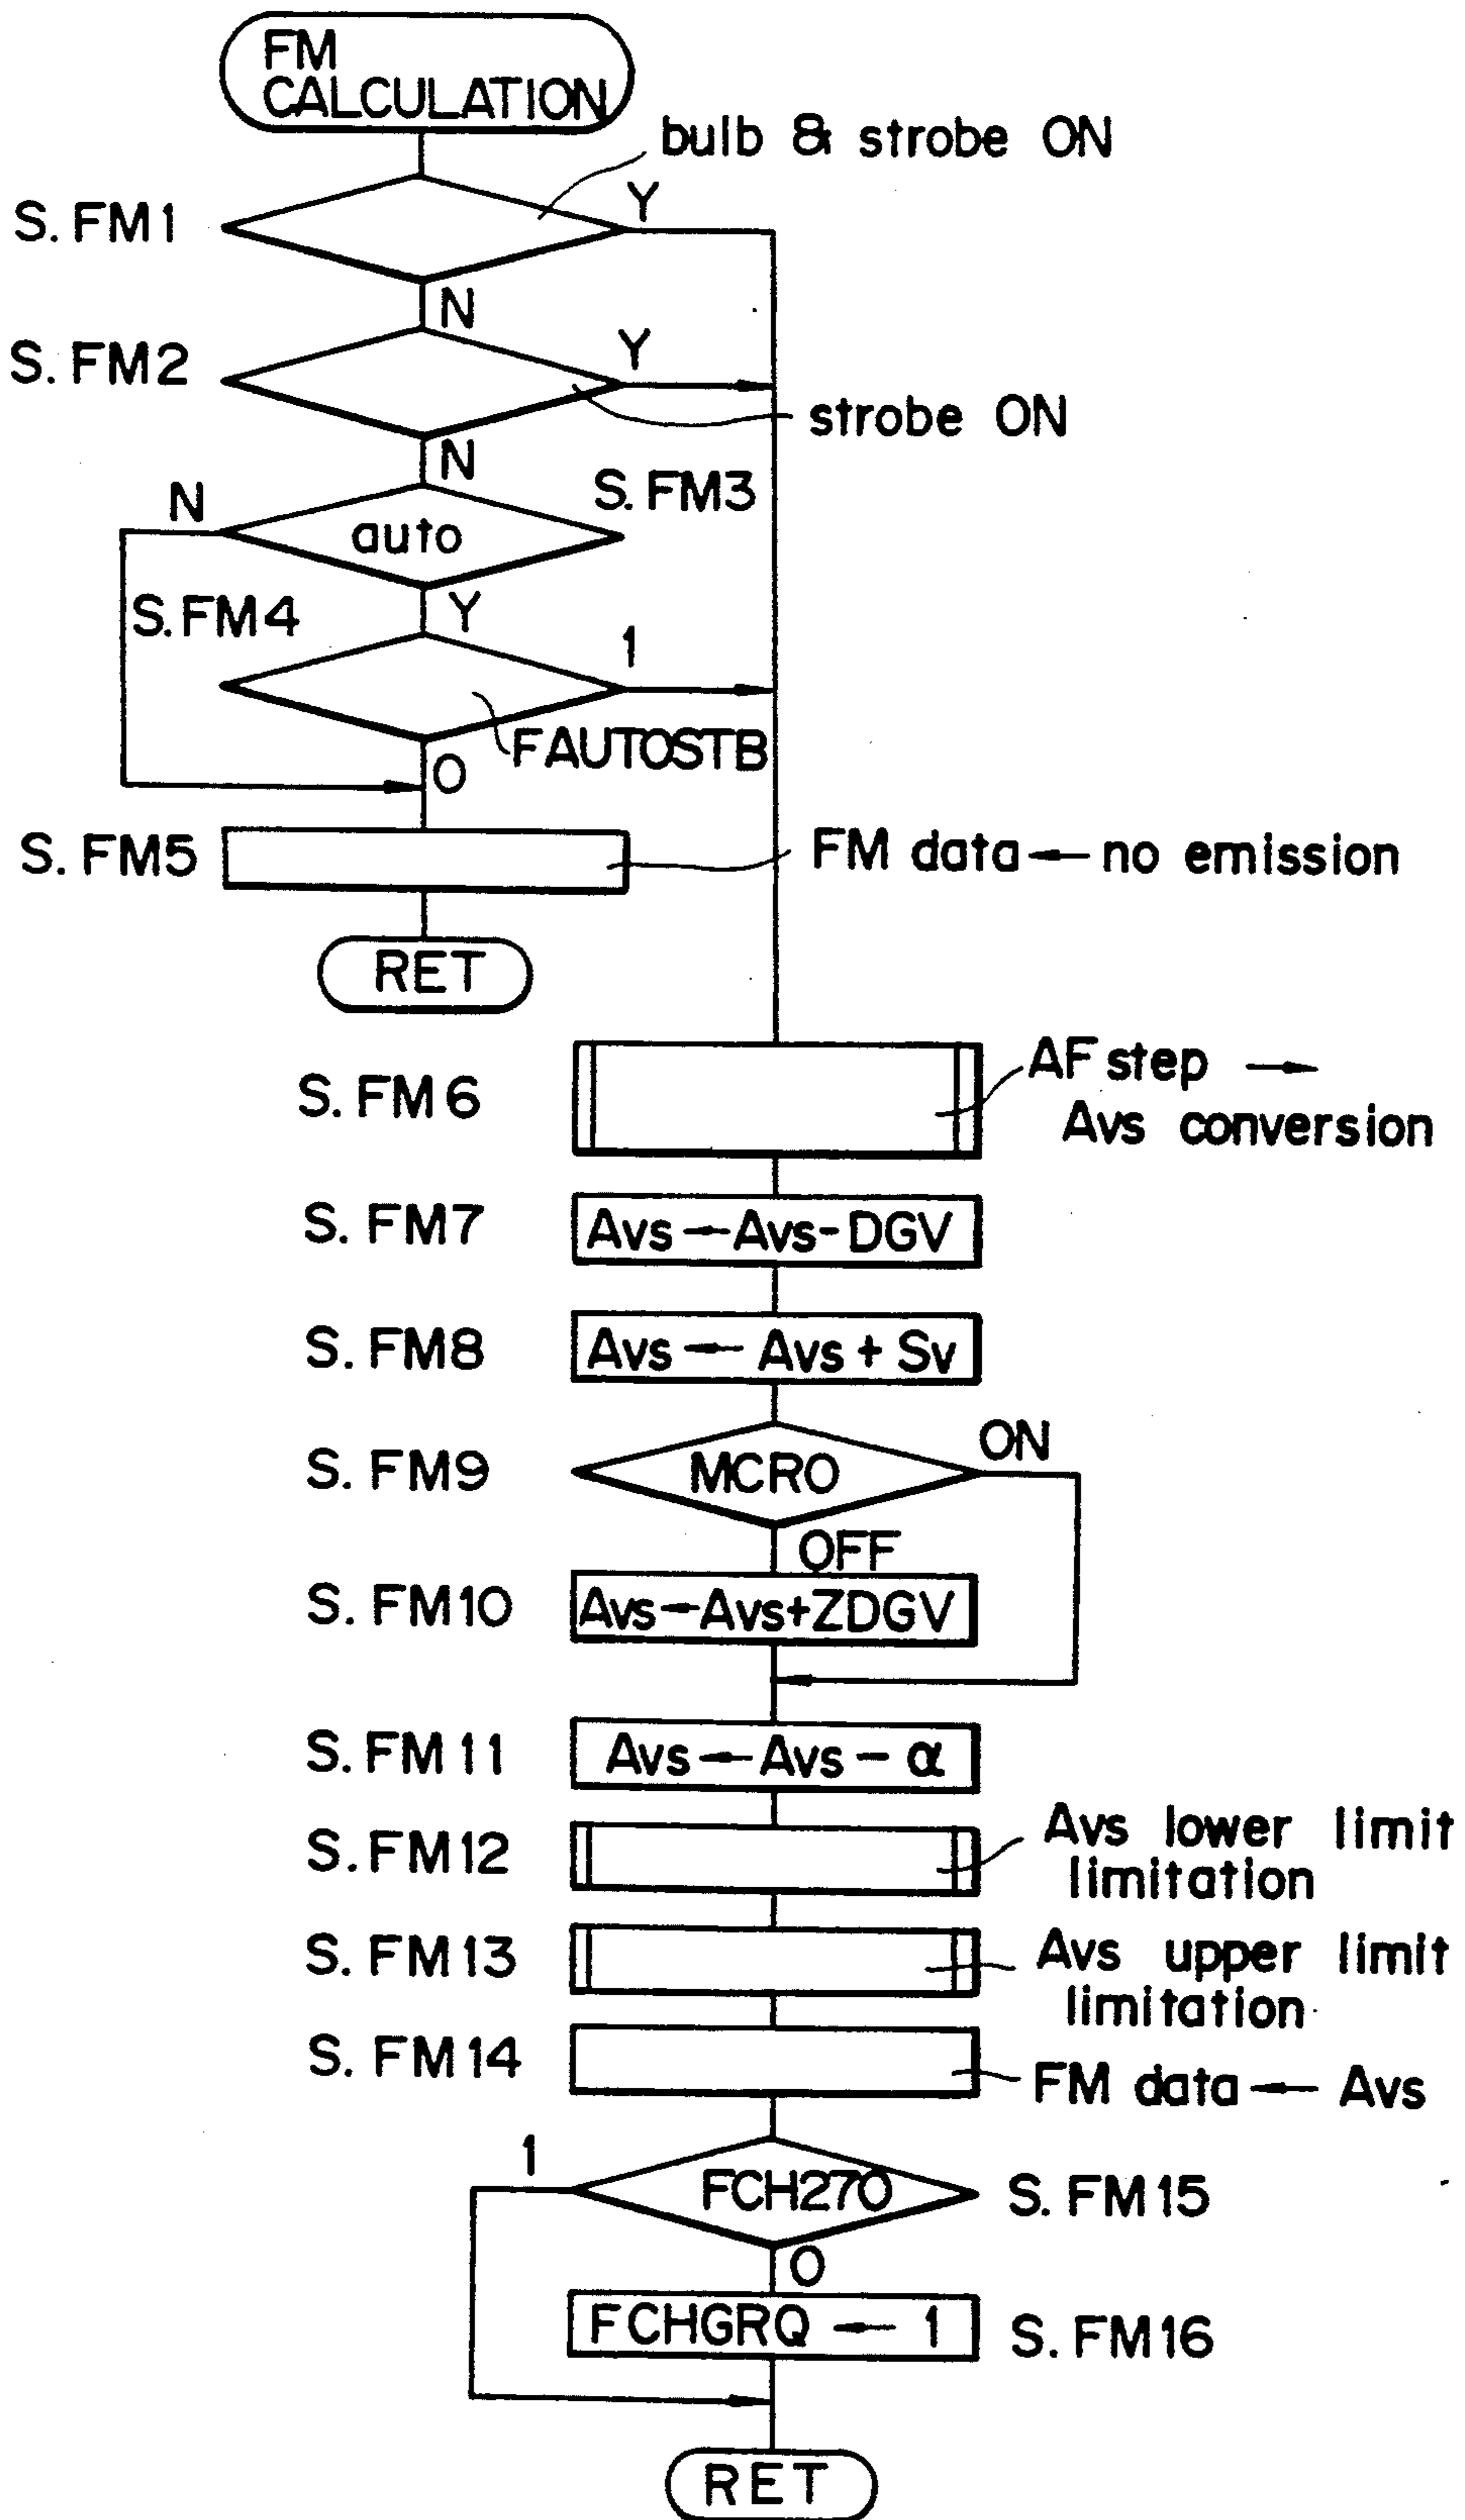 FM
CALCULATION
bulb & strobe ON
S. FM1
Y
N
S. FM2
Y
strobe ON
N
S. FM3
N
auto
S. FM4
Y
1
FAUTOSTB
0
S. FM5
FM data ← no emission
RET
S. FM6
AF step →
Avs conversion
S. FM7
Avs ← Avs - DGV
S. FM8
Avs ← Avs + Sv
S. FM9
MCRO
ON
OFF
S. FM10
Avs ← Avs + ZDGV
S. FM11
Avs ← Avs - α
S. FM12
Avs lower limit
limitation
S. FM13
Avs upper limit
limitation
S. FM14
FM data ← Avs
1
FCH270
S. FM15
0
FCHGRQ ← 1
S. FM16
RET